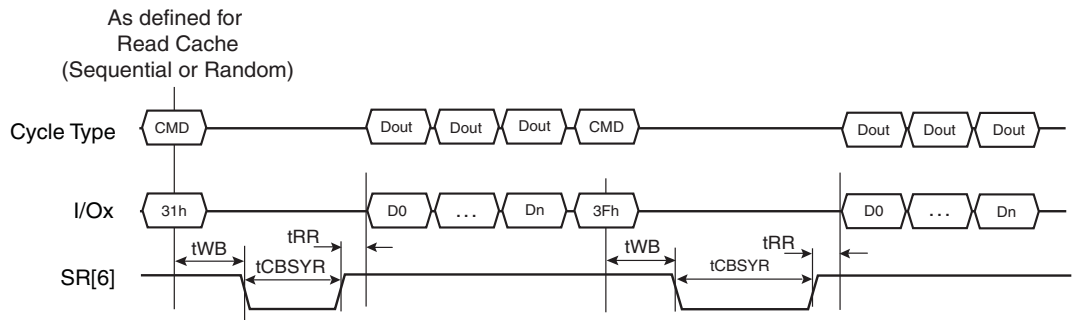 As defined for
Read Cache
(Sequential or Random)
Cycle Type CMD Dout Dout Dout CMD Dout Dout Dout
I/Ox 31h D0 ... Dn 3Fh D0 ... Dn
tWB tRR tWB tRR
SR[6] tCBSYR tCBSYR